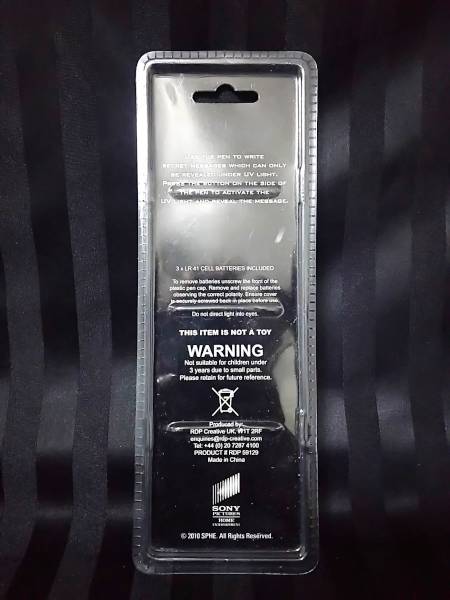 USE THE PEN TO WRITE
SECRET MESSAGES WHICH CAN ONLY
BE REVEALED UNDER UV LIGHT.
PRESS THE BUTTON ON THE SIDE OF
THE PEN TO ACTIVATE THE
UV LIGHT AND REVEAL THE MESSAGE.
3 x LR 41 CELL BATTERIES INCLUDED
To remove batteries unscrew the front of the
plastic pen cap. Remove and replace batteries
observing the correct polarity. Ensure cover
is securely screwed back in place before use.
Do not direct light into eyes.
THIS ITEM IS NOT A TOY
WARNING
Not suitable for children under
3 years due to small parts.
Please retain for future reference.
Produced by:
RDP Creative UK, W1T 2RF
enquiries@rdp-creative.com
Tel: +44 (0) 20 7287 4100
PRODUCT # RDP 59129
Made in China
SONY
PICTURES
HOME
ENTERTAINMENT
© 2010 SPHE. All Rights Reserved.